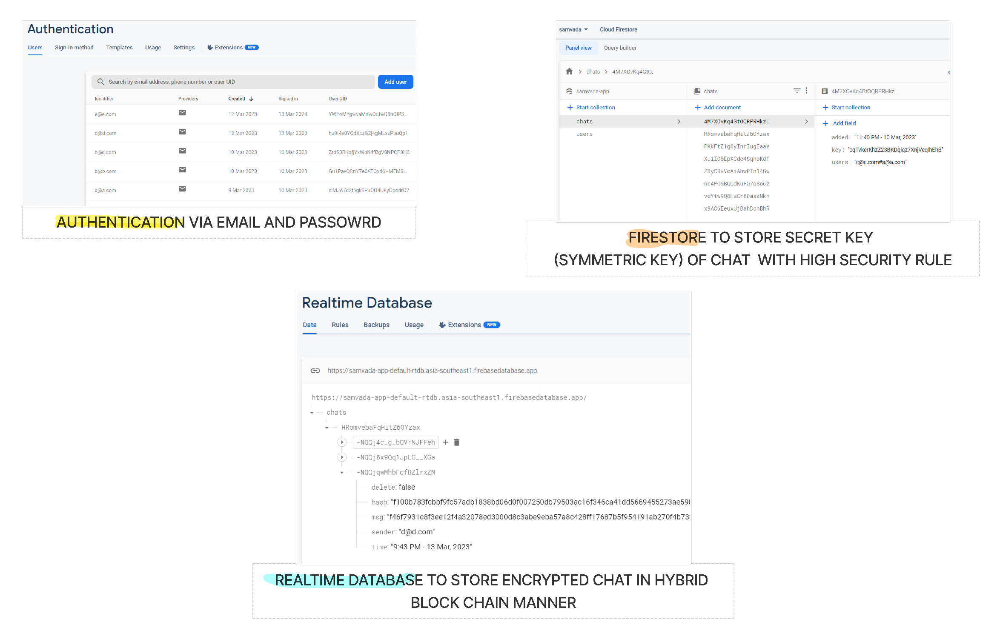 Authentication
Users Sign-in method Templates Usage Settings Extensions NEW
Search by email address, phone number or user UID Add user
Identifier Providers Created Signed in User UID
e@e.com 12 Mar 2023 13 Mar 2023 YWEoMYgwvaMnwQrJwQ8nQIP3...
d@d.com 12 Mar 2023 13 Mar 2023 hu9t4v0YOdXczG2j4gMLxzPbuQp1
c@c.com 10 Mar 2023 10 Mar 2023 ZrdS0RKofjYxWbK4fBgV0NPCP0H3
b@b.com 10 Mar 2023 10 Mar 2023 Gu1PavQCrlY7e0ATOxd6HMFMS...
a@a.com 9 Mar 2023 10 Mar 2023 siMJA7d2t5gk8PuQO4UKyOpqdrO2
AUTHENTICATION VIA EMAIL AND PASSOWRD
samvada Cloud Firestore
Panel view Query builder
chats 4M7XOvKq4GtO.
samvada-app chats 4M7XOvKq4GtOQRPRHkzL
Start collection Add document Start collection
chats 4M7XOvKq4GtOQRPRHkzL Add field
users HRomvebaFqHitZ6OYzax added: "11:40 PM - 10 Mar, 2023"
PKkFtZ1g8yInrIugEaaV key: "cqTvkerKhzZ23BKDqiqz7XnjVeqlhEhB"
XJiIO5EpXCde4SqhoKdf users: "c@c.com#a@a.com"
Z3yCRvVoAiAhwPIn14Gw
nc4PC9BQQdKuFQ7oSo6z
vdYtw9Q8LwCr80assNkn
x9AC6EeuxUjBahDchBhR
FIRESTORE TO STORE SECRET KEY
(SYMMETRIC KEY) OF CHAT WITH HIGH SECURITY RULE
Realtime Database
Data Rules Backups Usage Extensions NEW
https://samvada-app-default-rtdb.asia-southeast1.firebasedatabase.app
https://samvada-app-default-rtdb.asia-southeast1.firebasedatabase.app/
chats
HRomvebaFqHitZ6OYzax
-NQQj4c_g_bQVrNJFFeh
-NQQj8x9Qq1JpLG__XGa
-NQQjqwMhbFqfBZlrxZN
delete: false
hash: "f100b783fcbbf9fc57adb1838bd06d0f007250db79503ac16f346ca41dd5669455273ae590
msg: "f46f7931c8f3ee12f4a32078ed3000d8c3abe9eba57a8c428ff17687b5f954191ab270f4b733
sender: "d@d.com"
time: "9:43 PM - 13 Mar, 2023"
REALTIME DATABASE TO STORE ENCRYPTED CHAT IN HYBRID
BLOCK CHAIN MANNER